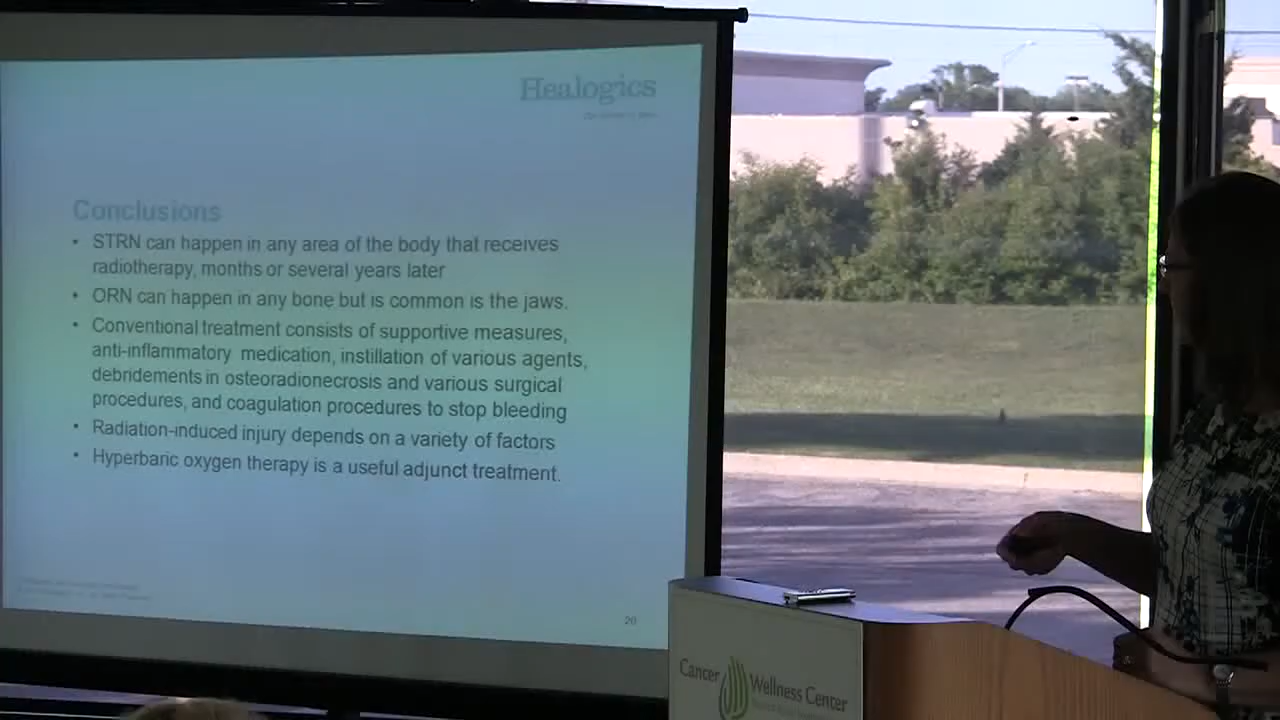 Healogics
Conclusions
• STRN can happen in any area of the body that receives
radiotherapy, months or several years later
• ORN can happen in any bone but is common is the jaws.
• Conventional treatment consists of supportive measures,
anti-inflammatory medication, instillation of various agents,
debridements in osteoradionecrosis and various surgical
procedures, and coagulation procedures to stop bleeding
• Radiation-induced injury depends on a variety of factors
• Hyperbaric oxygen therapy is a useful adjunct treatment.
20
Cancer Wellness Center